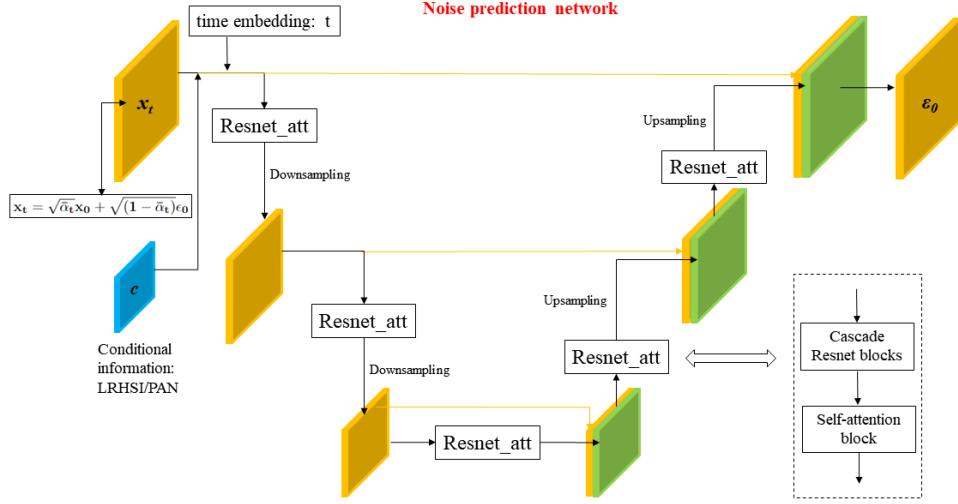 Noise prediction network
time embedding: t
x_t
ε_0
Resnet_att
Upsampling
Resnet_att
Downsampling
x_t = √ᾱ_t x_0 + √(1 − ᾱ_t) ϵ_0
c
Resnet_att
Upsampling
Conditional
information:
LRHSI/PAN
Downsampling
Resnet_att
Cascade
Resnet blocks
Resnet_att
Self-attention
block